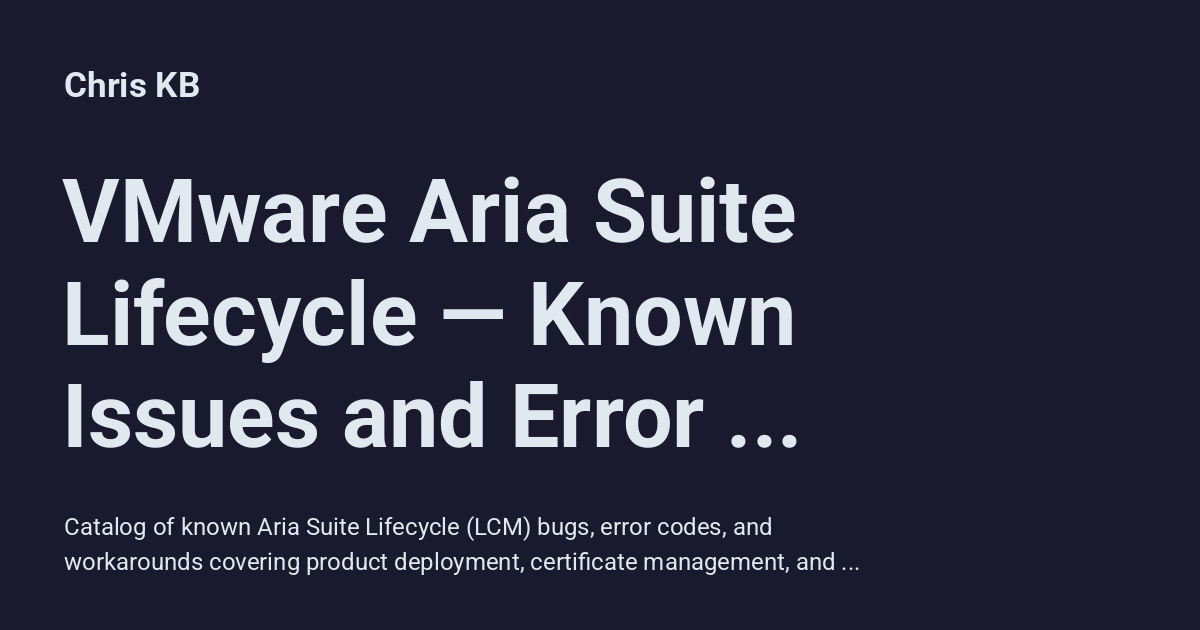 Chris KB
VMware Aria Suite
Lifecycle — Known
Issues and Error ...
Catalog of known Aria Suite Lifecycle (LCM) bugs, error codes, and
workarounds covering product deployment, certificate management, and ...